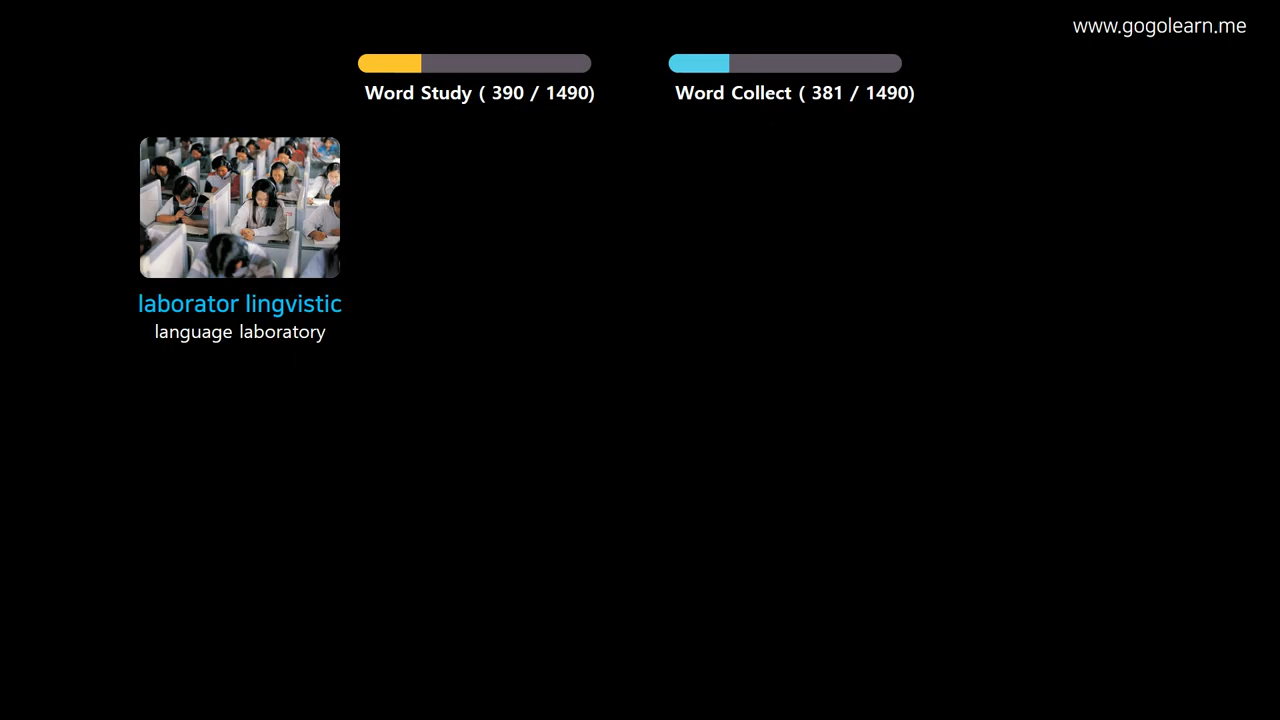 www.gogolearn.me
Word Study ( 390 / 1490)
Word Collect ( 381 / 1490)
laborator lingvistic
language laboratory